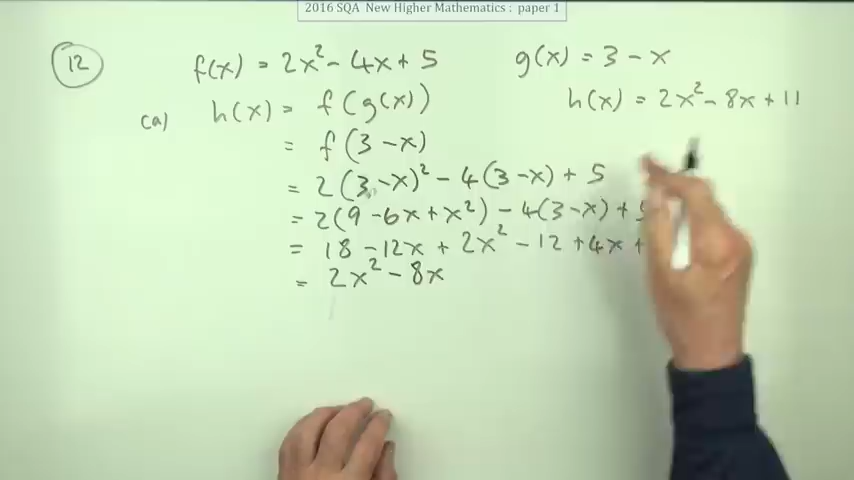 2016 SQA New Higher Mathematics : paper 1
12 f(x) = 2x² - 4x + 5 g(x) = 3 - x
(a) h(x) = f(g(x)) h(x) = 2x² - 8x + 11
= f(3 - x)
= 2(3 - x)² - 4(3 - x) + 5
= 2(9 - 6x + x²) - 4(3 - x) + 5
= 18 - 12x + 2x² - 12 + 4x +
= 2x² - 8x